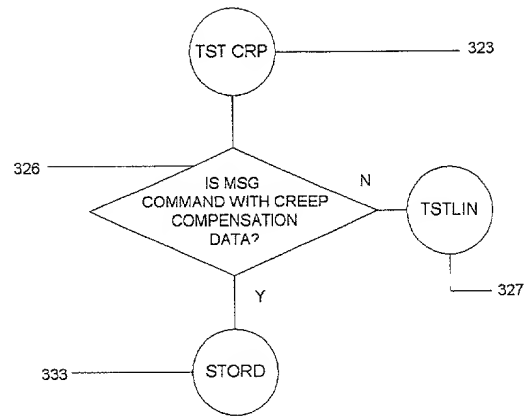 TST CRP
323
326
IS MSG
COMMAND WITH CREEP
COMPENSATION
DATA?
N
TSTLIN
327
Y
333
STORD